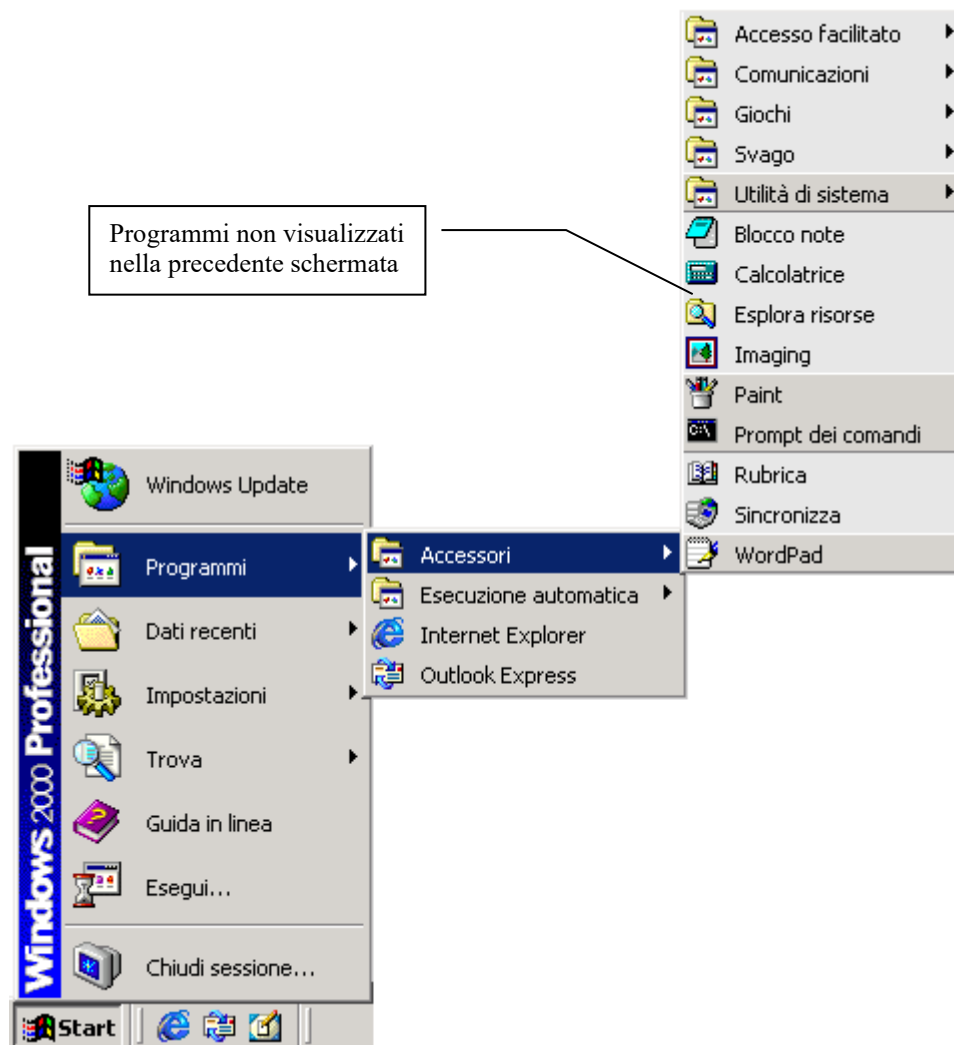 Accesso facilitato
Comunicazioni
Giochi
Svago
Utilità di sistema
Blocco note
Calcolatrice
Esplora risorse
Imaging
Paint
Prompt dei comandi
Rubrica
Sincronizza
WordPad
Programmi non visualizzati
nella precedente schermata
Windows Update
Programmi
Dati recenti
Impostazioni
Trova
Guida in linea
Esegui...
Chiudi sessione...
Accessori
Esecuzione automatica
Internet Explorer
Outlook Express
Windows 2000 Professional
Start